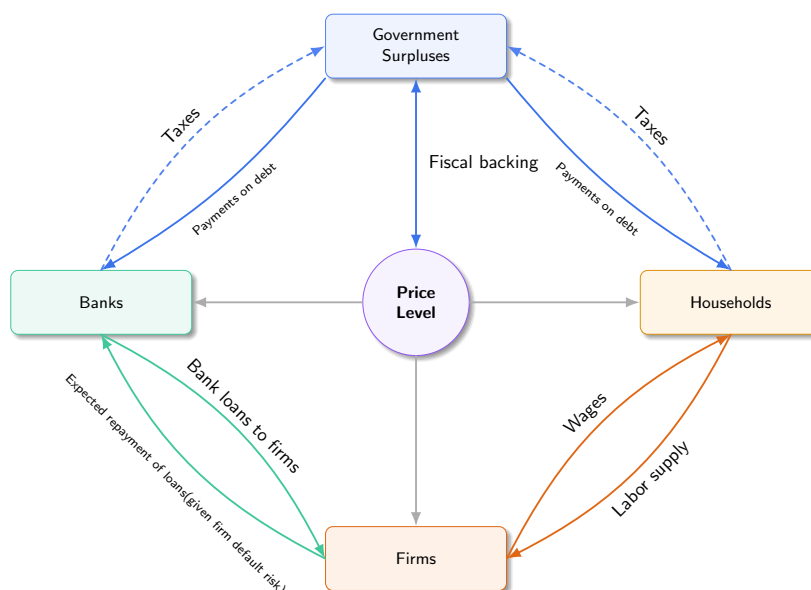 Government
Surpluses
Taxes
Taxes
Fiscal backing
Payments on debt
Payments on debt
Banks
Price
Level
Households
Bank loans to firms
Expected repayment of loans(given firm default risk)
Wages
Labor supply
Firms